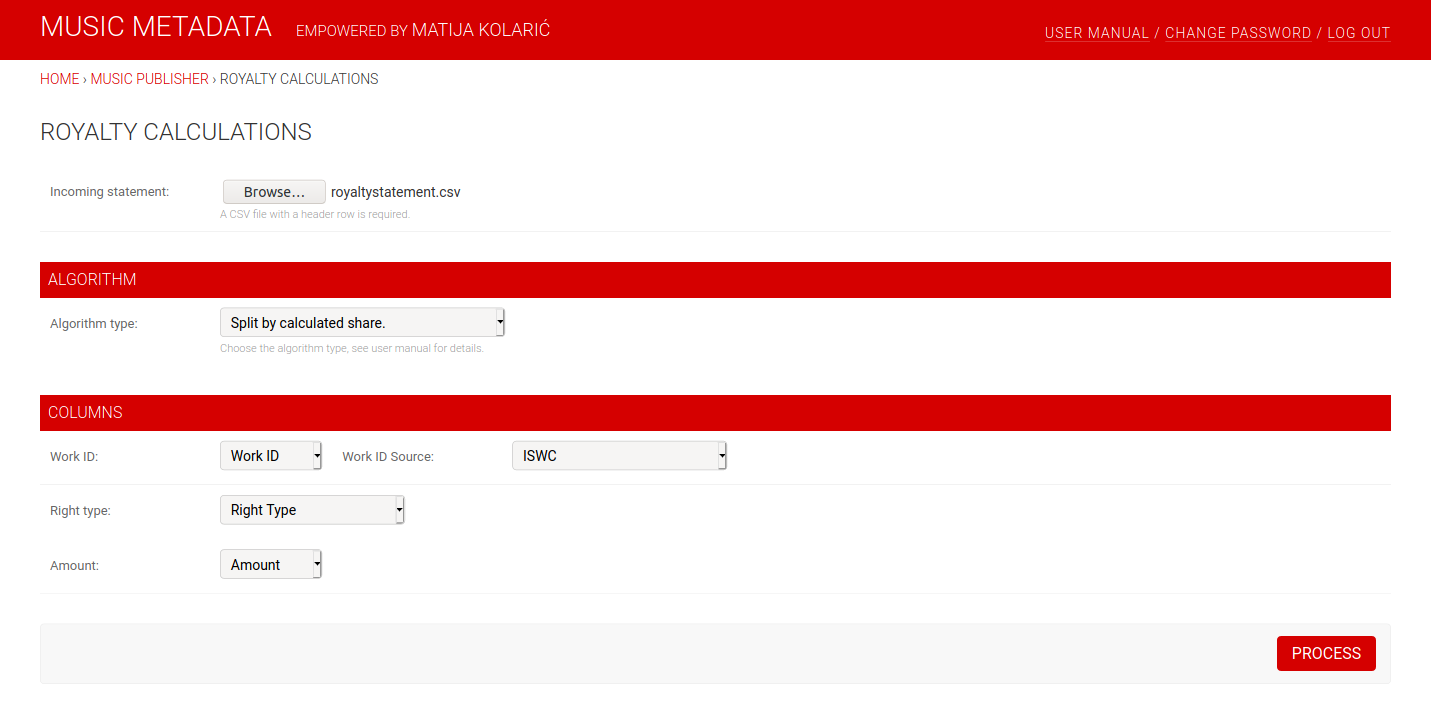 MUSIC METADATA EMPOWERED BY MATIJA KOLARIĆ USER MANUAL / CHANGE PASSWORD / LOG OUT
HOME › MUSIC PUBLISHER › ROYALTY CALCULATIONS
ROYALTY CALCULATIONS
Incoming statement: Browse... royaltystatement.csv
A CSV file with a header row is required.
ALGORITHM
Algorithm type: Split by calculated share.
Choose the algorithm type, see user manual for details.
COLUMNS
Work ID: Work ID Work ID Source: ISWC
Right type: Right Type
Amount: Amount
PROCESS